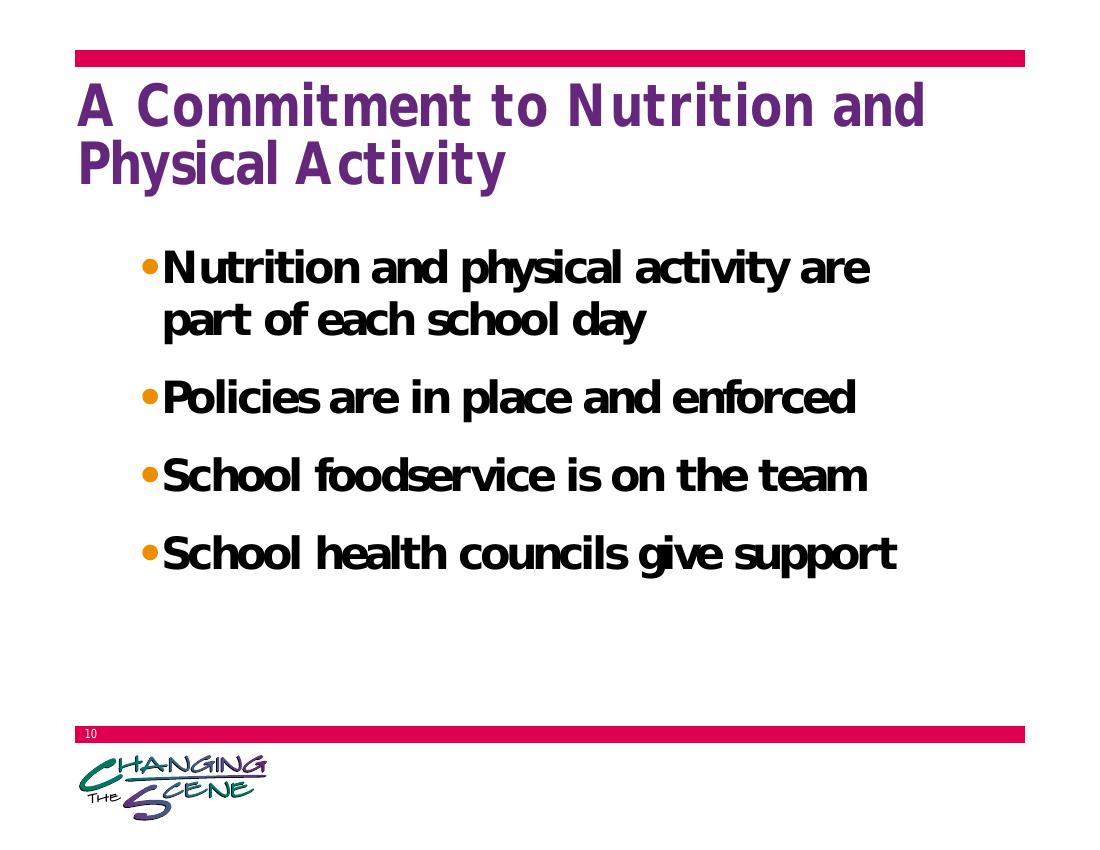 A Commitment to Nutrition and
Physical Activity
•Nutrition and physical activity are
part of each school day
•Policies are in place and enforced
•School foodservice is on the team
•School health councils give support
10
CHANGING
THE SCENE